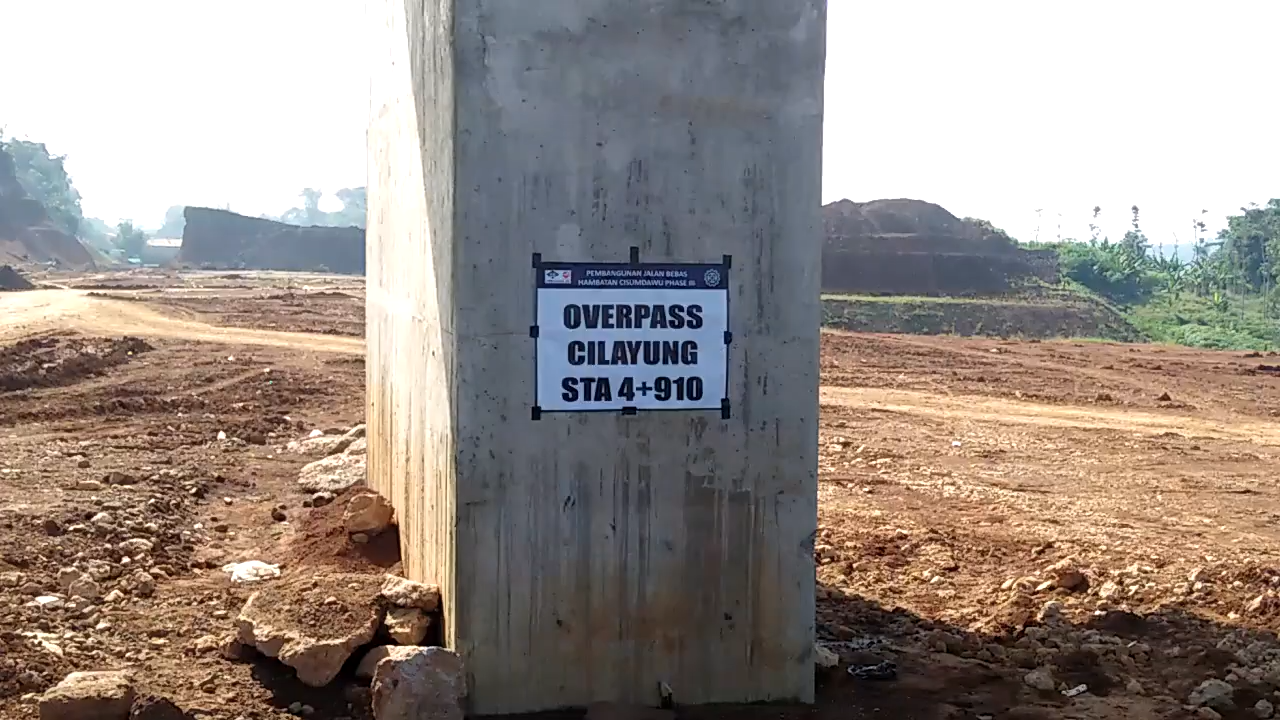 PEMBANGUNAN JALAN BEBAS
HAMBATAN CISUMDAWU PHASE III
OVERPASS
CILAYUNG
STA 4+910